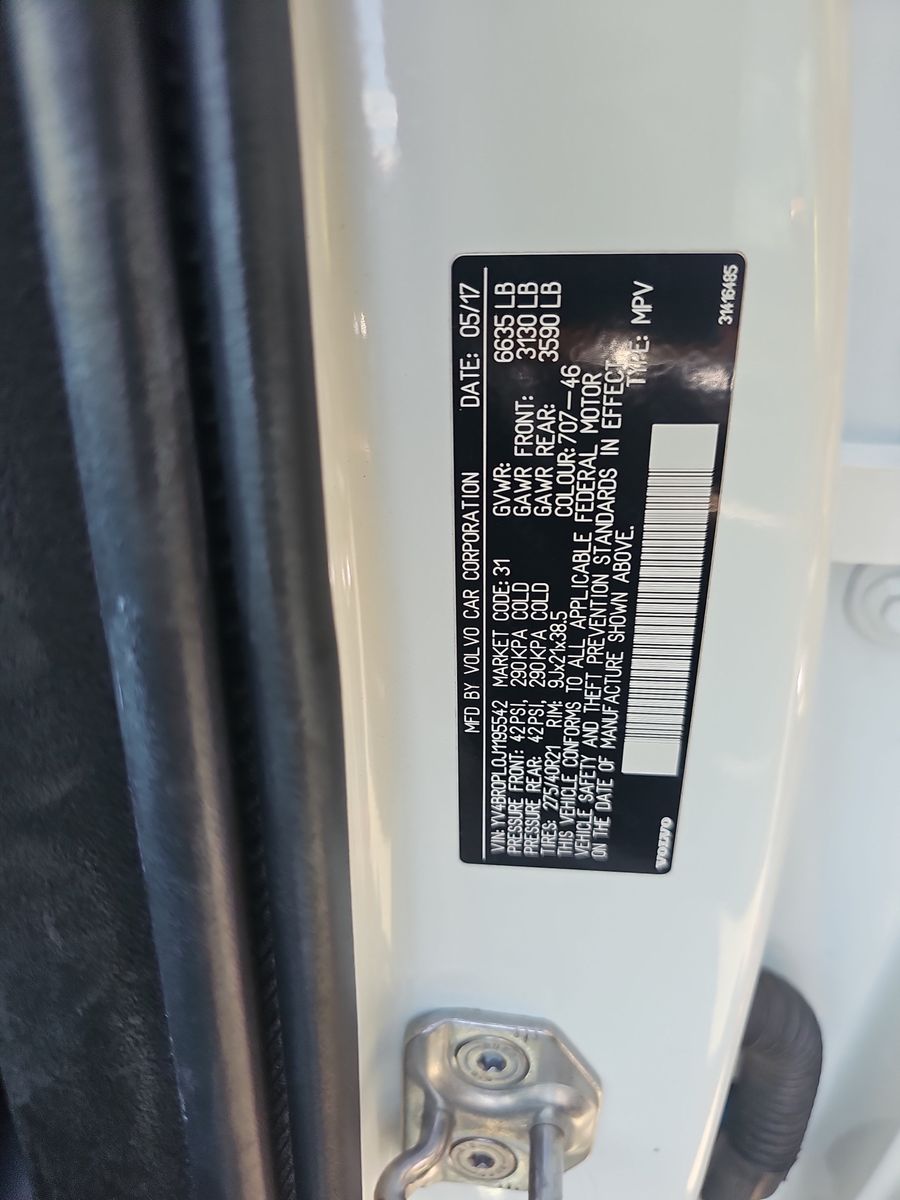 MFD BY VOLVO CAR CORPORATION DATE: 05/17
VIN: YV4BR0PL0J1195542 MARKET CODE: 31 GVWR: 6635 LB
PRESSURE FRONT: 42PSI, 290KPA COLD GAWR FRONT: 3130 LB
PRESSURE REAR: 42PSI, 290KPA COLD GAWR REAR: 3590 LB
TIRES: 275/40R21 RIM: 9Jx21x38.5 COLOUR: 707-46
THIS VEHICLE CONFORMS TO ALL APPLICABLE FEDERAL MOTOR
VEHICLE SAFETY AND THEFT PREVENTION STANDARDS IN EFFECT
ON THE DATE OF MANUFACTURE SHOWN ABOVE. TYPE: MPV
VOLVO 31416485